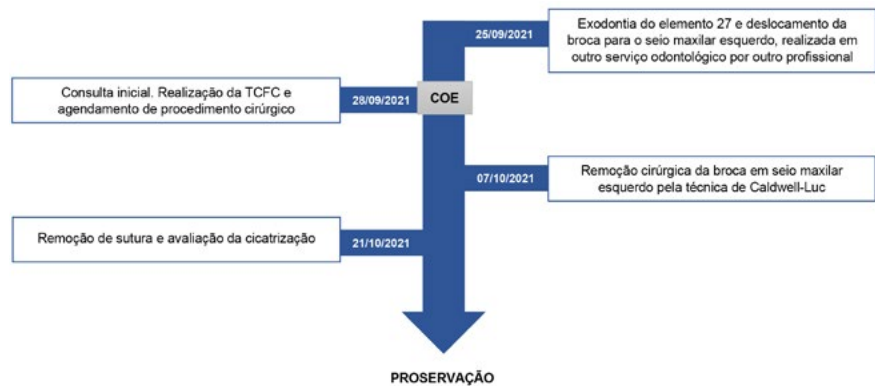 25/09/2021
Exodontia do elemento 27 e deslocamento da
broca para o seio maxilar esquerdo, realizada em
outro serviço odontológico por outro profissional
Consulta inicial. Realização da TCFC e
agendamento de procedimento cirúrgico
28/09/2021
COE
07/10/2021
Remoção cirúrgica da broca em seio maxilar
esquerdo pela técnica de Caldwell-Luc
Remoção de sutura e avaliação da cicatrização
21/10/2021
PROSERVAÇÃO